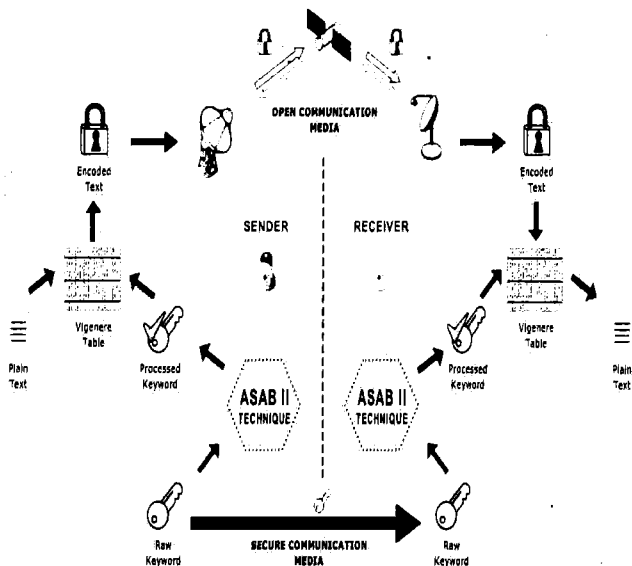 OPEN COMMUNICATION
MEDIA
Encoded
Text
Encoded
Text
SENDER
RECEIVER
Vigenere
Table
Vigenere
Table
Plain
Text
Processed
Keyword
Processed
Keyword
Plain
Text
ASAB II
TECHNIQUE
ASAB II
TECHNIQUE
Raw
Keyword
SECURE COMMUNICATION
MEDIA
Raw
Keyword